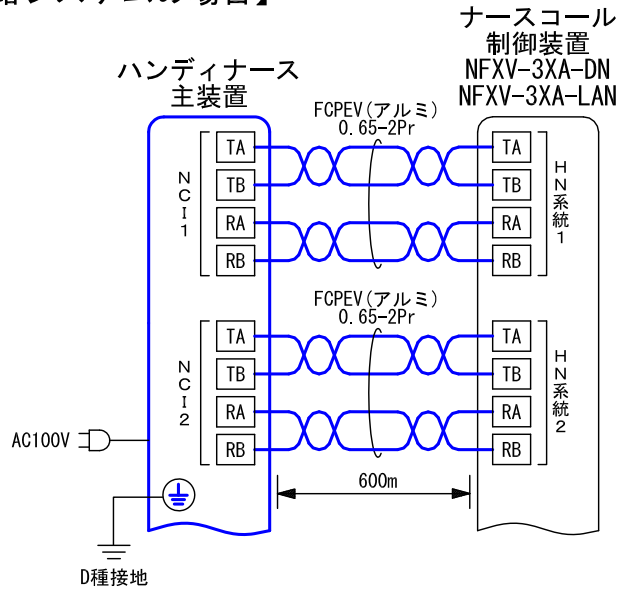 ナースコール
制御装置
NFXV-3XA-DN
NFXV-3XA-LAN
ハンディナース
主装置
FCPEV(アルミ)
0.65-2Pr
NCI1
TA
TB
RA
RB
TA
TB
RA
RB
HN系統1
FCPEV(アルミ)
0.65-2Pr
NCI2
TA
TB
RA
RB
TA
TB
RA
RB
HN系統2
AC100V
600m
D種接地